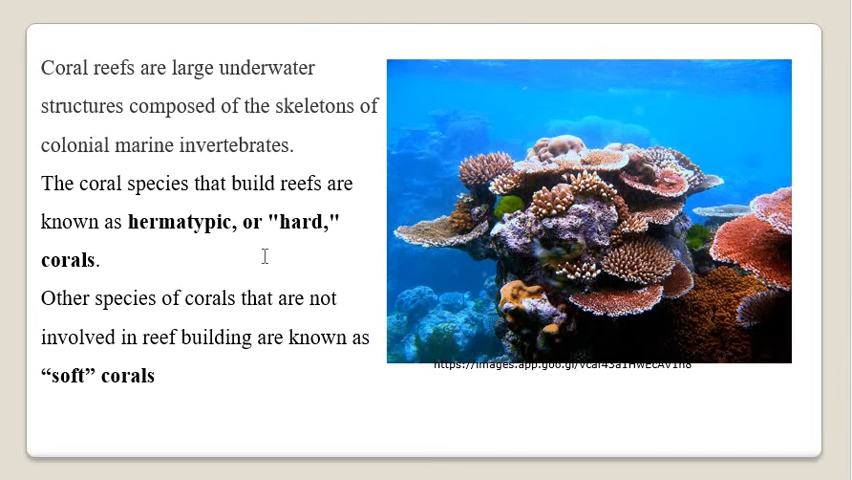 Coral reefs are large underwater
structures composed of the skeletons of
colonial marine invertebrates.
The coral species that build reefs are
known as hermatypic, or "hard,"
corals.
Other species of corals that are not
involved in reef building are known as
“soft” corals